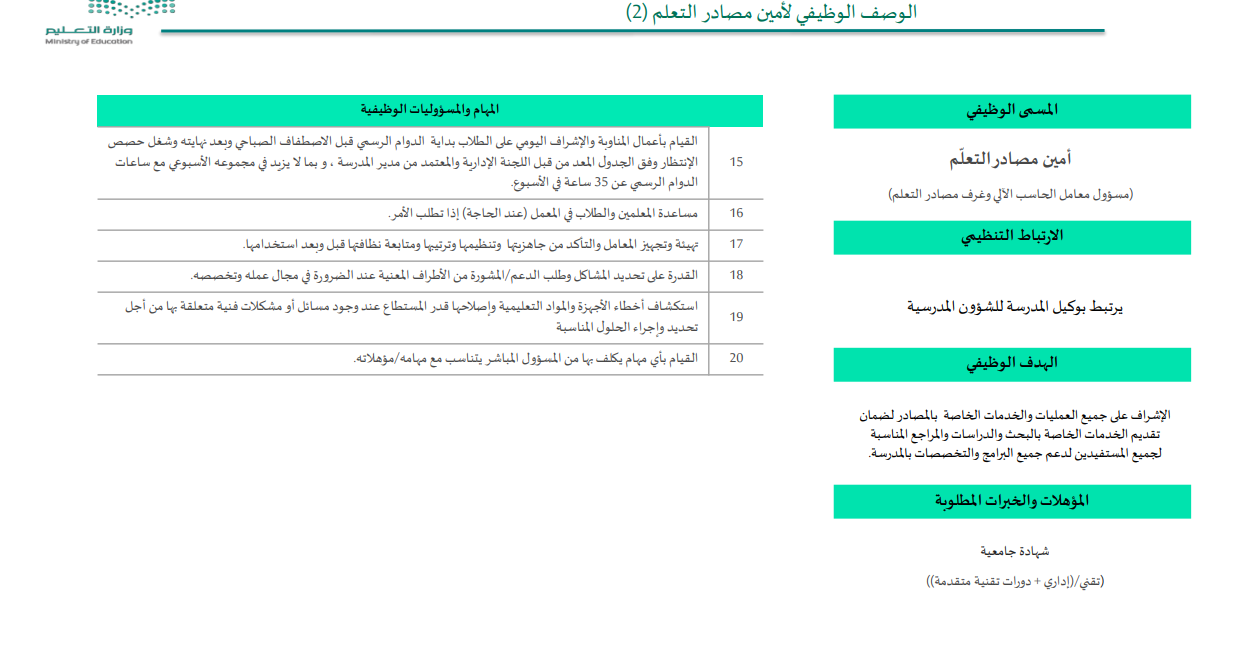 الوصف الوظيفي لأمين مصادر التعلم (2)
وزارة التعـــليم
Ministry of Education
المسمى الوظيفي
أمين مصادر التعلّم
(مسؤول معامل الحاسب الآلي وغرف مصادر التعلم)
الارتباط التنظيمي
يرتبط بوكيل المدرسة للشؤون المدرسية
الهدف الوظيفي
الإشراف على جميع العمليات والخدمات الخاصة بالمصادر لضمان
تقديم الخدمات الخاصة بالبحث والدراسات والمراجع المناسبة
لجميع المستفيدين لدعم جميع البرامج والتخصصات بالمدرسة.
المؤهلات والخبرات المطلوبة
شهادة جامعية
(تقني/(إداري + دورات تقنية متقدمة))
المهام والمسؤوليات الوظيفية
15 القيام بأعمال المناوبة والإشراف اليومي على الطلاب بداية الدوام الرسمي قبل الاصطفاف الصباحي وبعد نهايته وشغل حصص
الإنتظار وفق الجدول المعد من قبل اللجنة الإدارية والمعتمد من مدير المدرسة ، و بما لا يزيد في مجموعه الأسبوعي مع ساعات
الدوام الرسمي عن 35 ساعة في الأسبوع.
16 مساعدة المعلمين والطلاب في المعمل (عند الحاجة) إذا تطلب الأمر.
17 تهيئة وتجهيز المعامل والتأكد من جاهزيتها وتنظيمها وترتيبها ومتابعة نظافتها قبل وبعد استخدامها.
18 القدرة على تحديد المشاكل وطلب الدعم/المشورة من الأطراف المعنية عند الضرورة في مجال عمله وتخصصه.
19 استكشاف أخطاء الأجهزة والمواد التعليمية وإصلاحها قدر المستطاع عند وجود مسائل أو مشكلات فنية متعلقة بها من أجل
تحديد وإجراء الحلول المناسبة
20 القيام بأي مهام يكلف بها من المسؤول المباشر يتناسب مع مهامه/مؤهلاته.